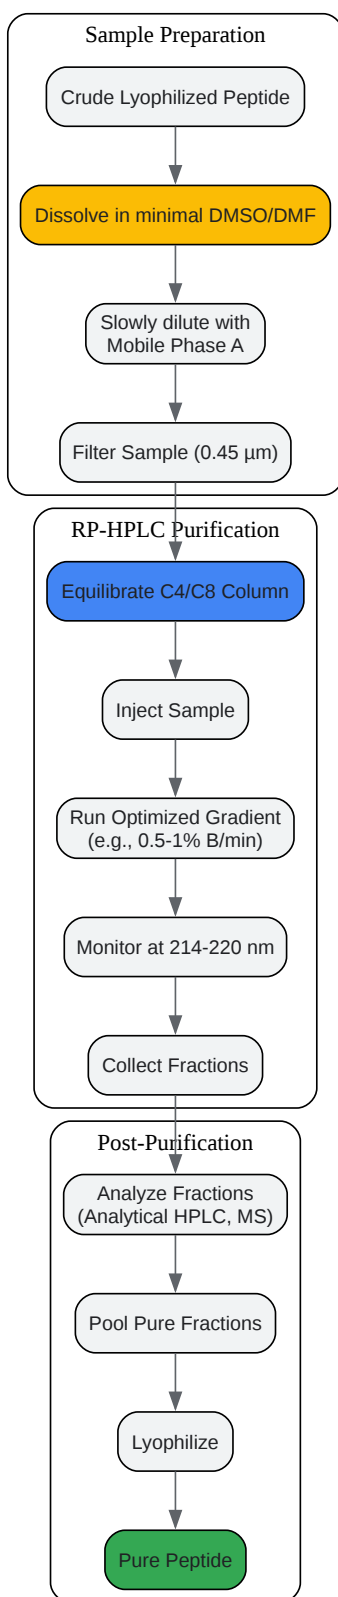 Sample Preparation
Crude Lyophilized Peptide
Dissolve in minimal DMSO/DMF
Slowly dilute with
Mobile Phase A
Filter Sample (0.45 µm)
RP-HPLC Purification
Equilibrate C4/C8 Column
Inject Sample
Run Optimized Gradient
(e.g., 0.5-1% B/min)
Monitor at 214-220 nm
Collect Fractions
Post-Purification
Analyze Fractions
(Analytical HPLC, MS)
Pool Pure Fractions
Lyophilize
Pure Peptide